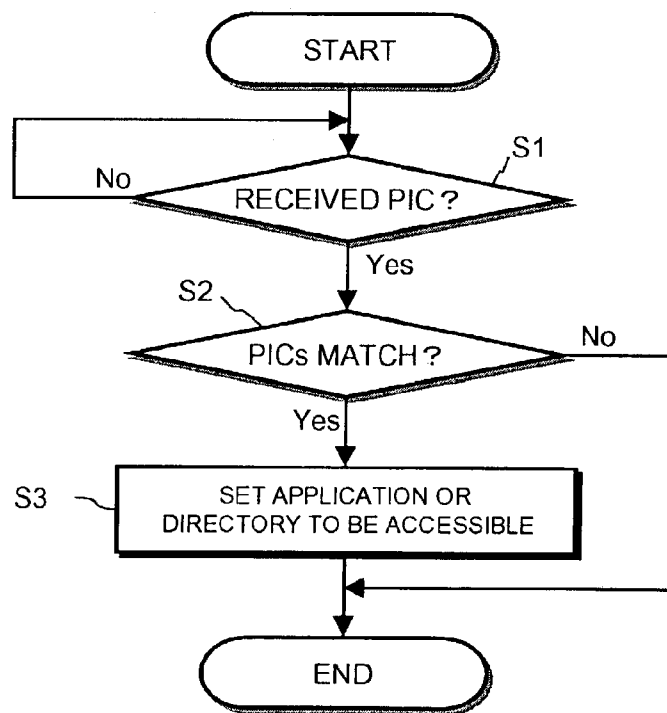 START
S1
No
RECEIVED PIC ?
Yes
S2
No
PICs MATCH ?
Yes
S3
SET APPLICATION OR
DIRECTORY TO BE ACCESSIBLE
END